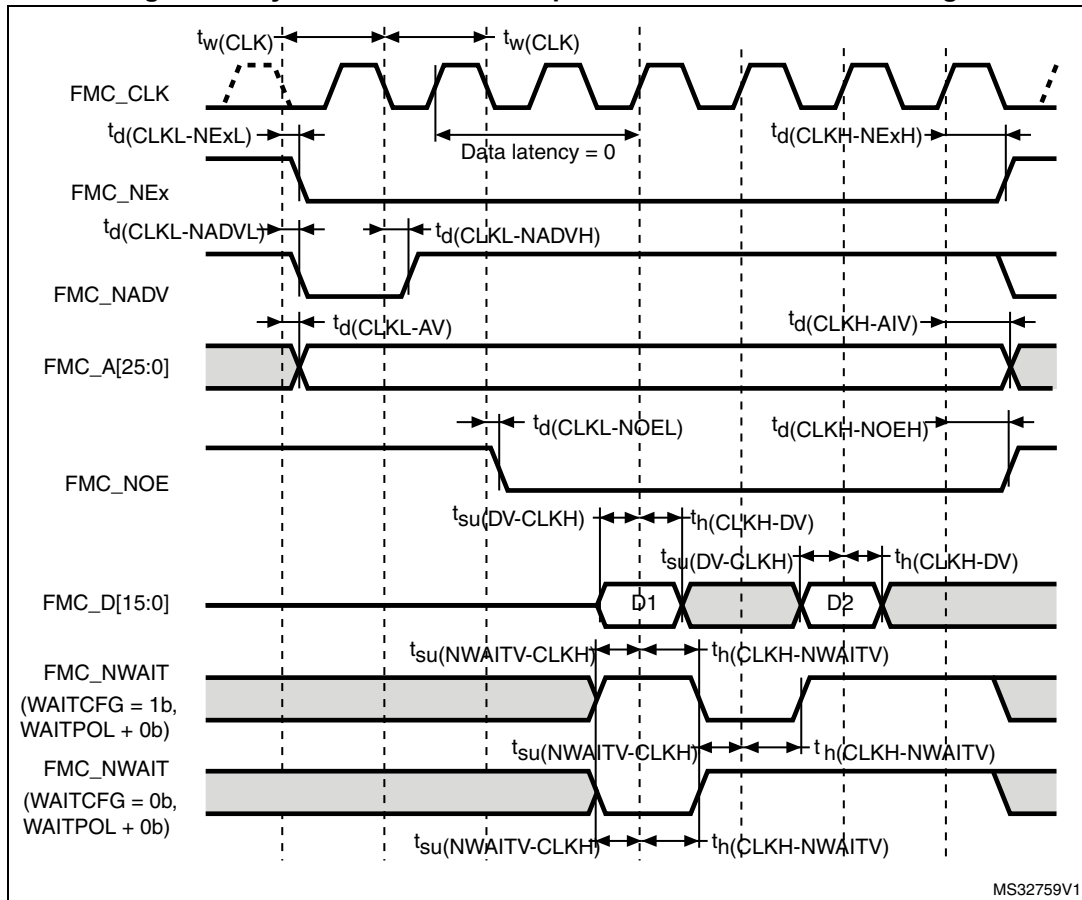 tw(CLK) tw(CLK)
FMC_CLK
td(CLKL-NExL) Data latency = 0 td(CLKH-NExH)
FMC_NEx
td(CLKL-NADVL) td(CLKL-NADVH)
FMC_NADV
td(CLKL-AV) td(CLKH-AIV)
FMC_A[25:0]
td(CLKL-NOEL) td(CLKH-NOEH)
FMC_NOE
tsu(DV-CLKH) th(CLKH-DV)
tsu(DV-CLKH) th(CLKH-DV)
FMC_D[15:0] D1 D2
tsu(NWAITV-CLKH) th(CLKH-NWAITV)
FMC_NWAIT
(WAITCFG = 1b,
WAITPOL + 0b)
tsu(NWAITV-CLKH) th(CLKH-NWAITV)
FMC_NWAIT
(WAITCFG = 0b,
WAITPOL + 0b)
tsu(NWAITV-CLKH) th(CLKH-NWAITV)
MS32759V1